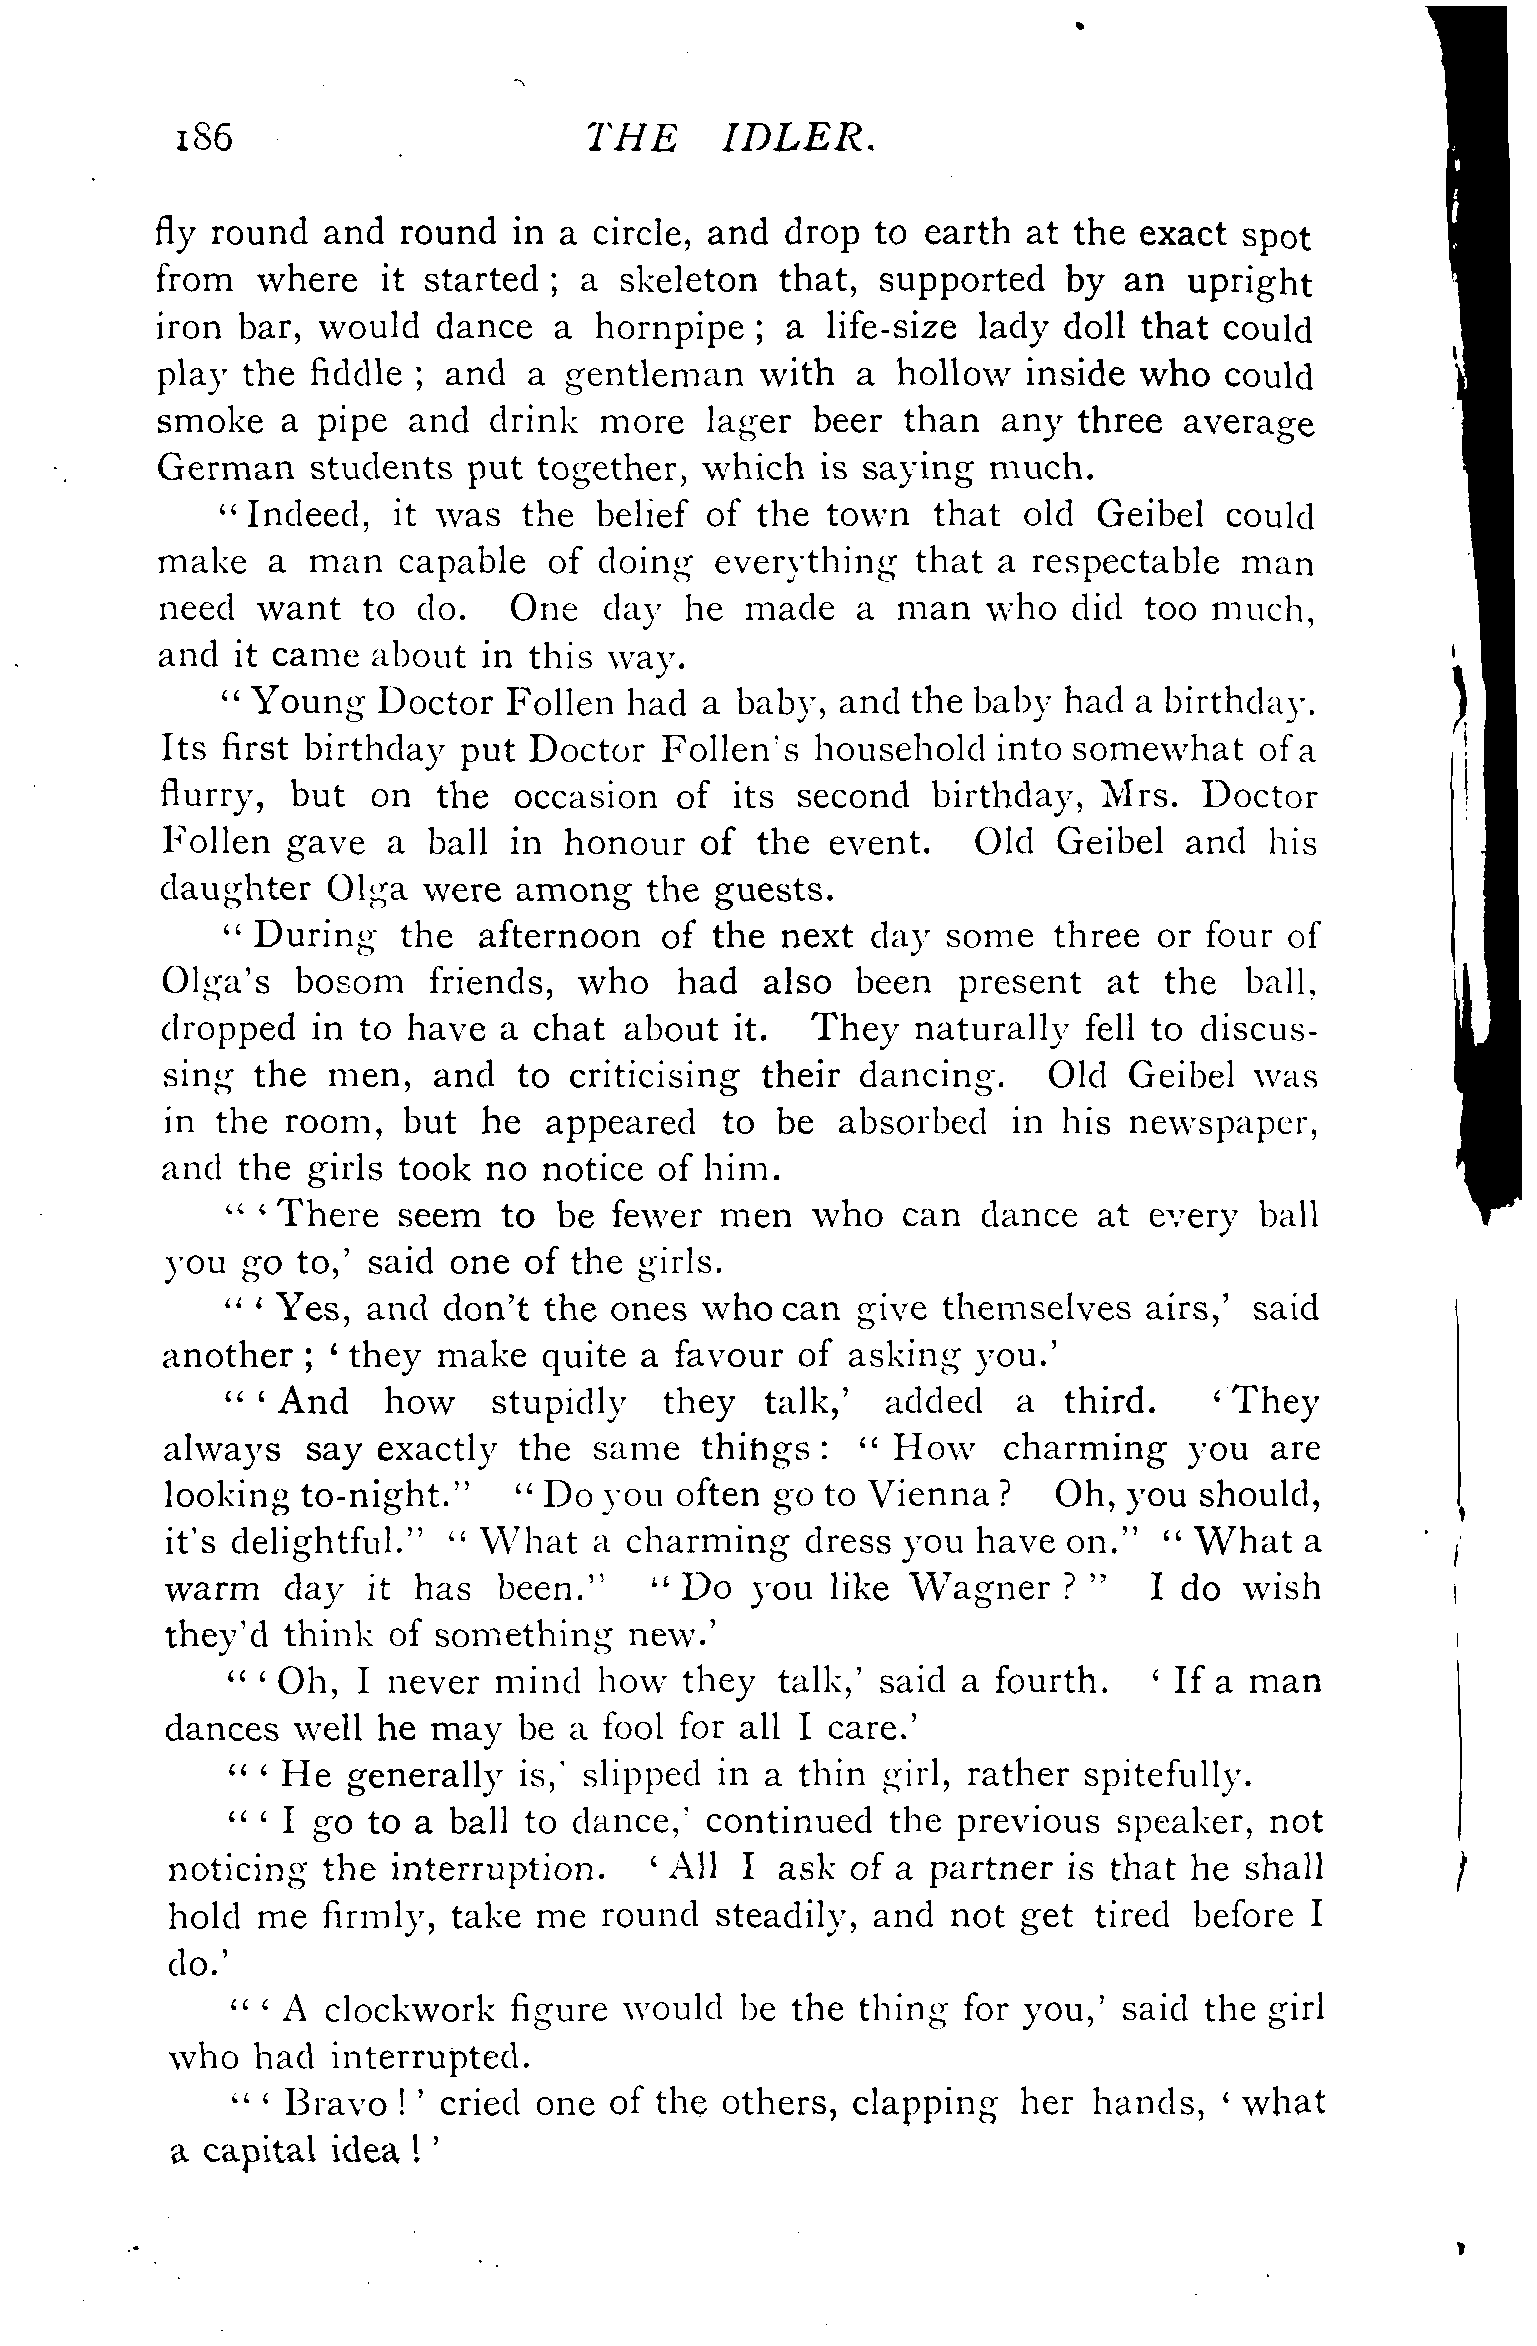 186 THE IDLER.
fly round and round in a circle, and drop to earth at the exact spot
from where it started ; a skeleton that, supported by an upright
iron bar, would dance a hornpipe ; a life-size lady doll that could
play the fiddle ; and a gentleman with a hollow inside who could
smoke a pipe and drink more lager beer than any three average
German students put together, which is saying much.
“ Indeed, it was the belief of the town that old Geibel could
make a man capable of doing everything that a respectable man
need want to do. One day he made a man who did too much,
and it came about in this way.
“ Young Doctor Follen had a baby, and the baby had a birthday.
Its first birthday put Doctor Follen's household into somewhat of a
flurry, but on the occasion of its second birthday, Mrs. Doctor
Follen gave a ball in honour of the event. Old Geibel and his
daughter Olga were among the guests.
“ During the afternoon of the next day some three or four of
Olga's bosom friends, who had also been present at the ball,
dropped in to have a chat about it. They naturally fell to discus-
sing the men, and to criticising their dancing. Old Geibel was
in the room, but he appeared to be absorbed in his newspaper,
and the girls took no notice of him.
“ ‘ There seem to be fewer men who can dance at every ball
you go to,’ said one of the girls.
“ ‘ Yes, and don't the ones who can give themselves airs,’ said
another ; ‘ they make quite a favour of asking you.’
“ ‘ And how stupidly they talk,’ added a third. ‘ They
always say exactly the same things : “ How charming you are
looking to-night.” “ Do you often go to Vienna ? Oh, you should,
it's delightful.” “ What a charming dress you have on.” “ What a
warm day it has been.” “ Do you like Wagner ? ” I do wish
they'd think of something new.’
“ ‘ Oh, I never mind how they talk,’ said a fourth. ‘ If a man
dances well he may be a fool for all I care.’
“ ‘ He generally is,’ slipped in a thin girl, rather spitefully.
“ ‘ I go to a ball to dance,’ continued the previous speaker, not
noticing the interruption. ‘ All I ask of a partner is that he shall
hold me firmly, take me round steadily, and not get tired before I
do.’
“ ‘ A clockwork figure would be the thing for you,’ said the girl
who had interrupted.
“ ‘ Bravo ! ’ cried one of the others, clapping her hands, ‘ what
a capital idea ! ’